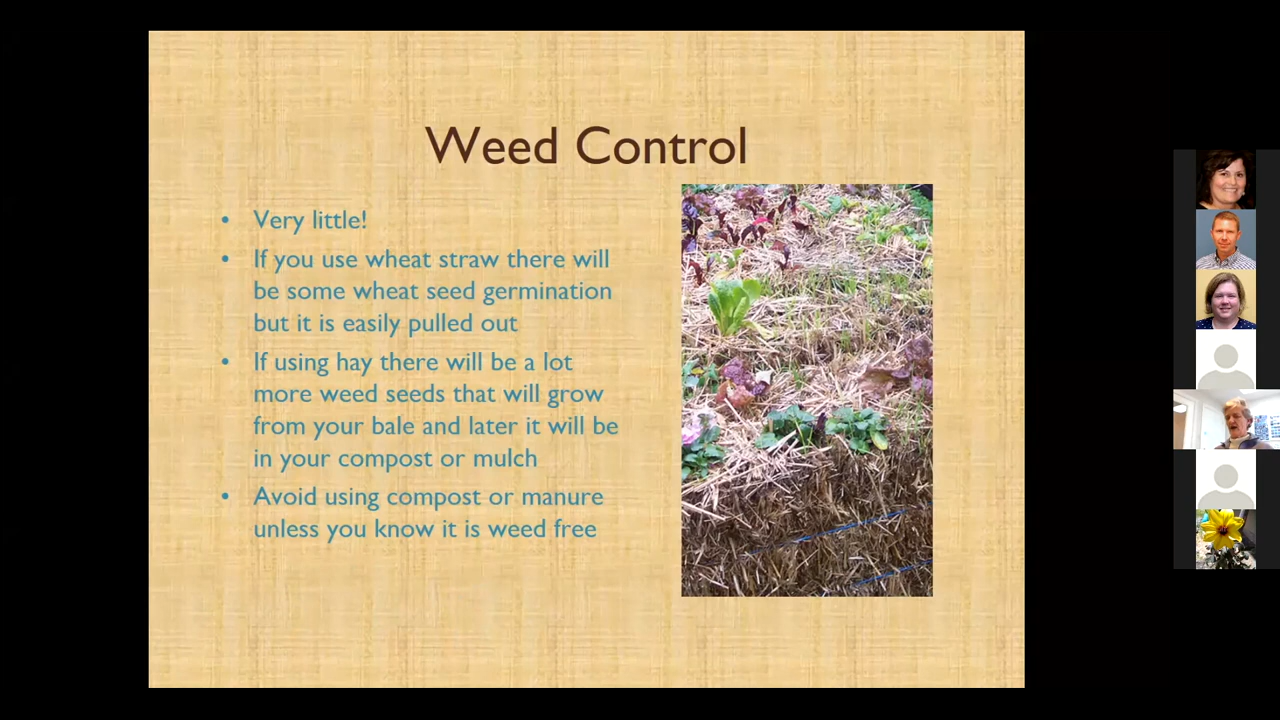 Weed Control
• Very little!
• If you use wheat straw there will
be some wheat seed germination
but it is easily pulled out
• If using hay there will be a lot
more weed seeds that will grow
from your bale and later it will be
in your compost or mulch
• Avoid using compost or manure
unless you know it is weed free